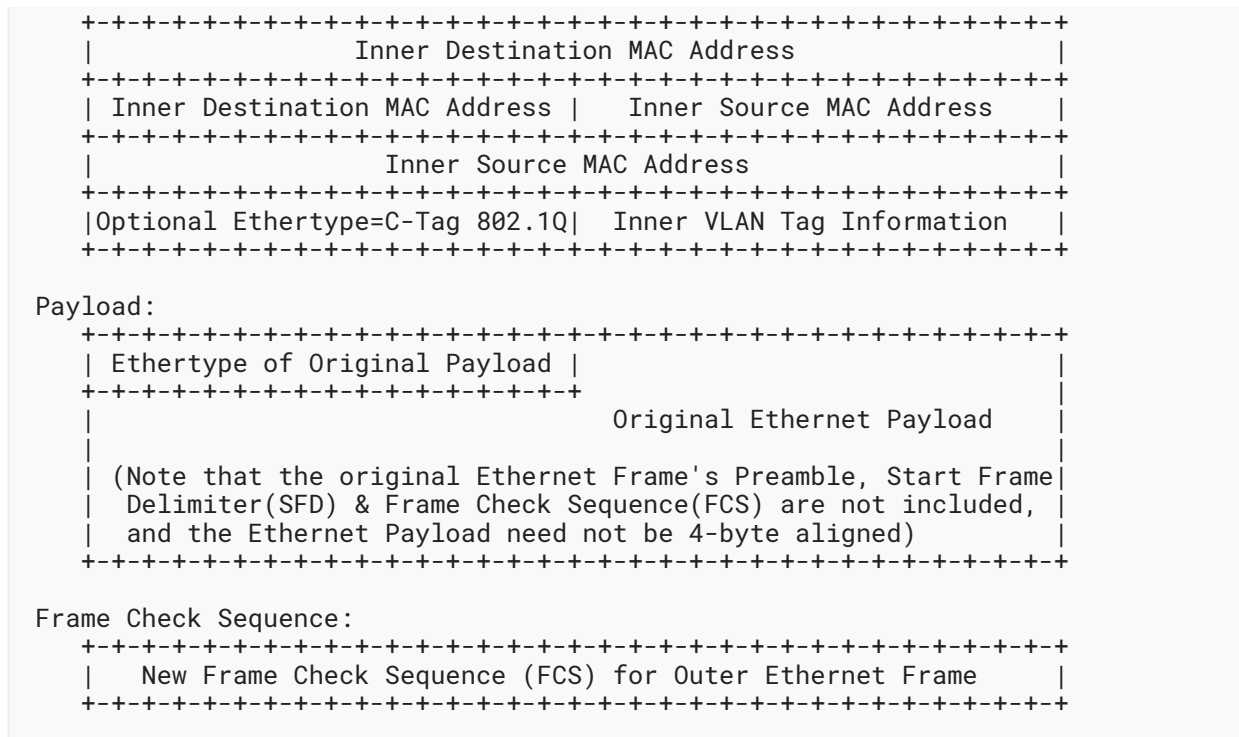 +-+-+-+-+-+-+-+-+-+-+-+-+-+-+-+-+-+-+-+-+-+-+-+-+-+-+-+-+-+-+-+-+
|                 Inner Destination MAC Address                 |
+-+-+-+-+-+-+-+-+-+-+-+-+-+-+-+-+-+-+-+-+-+-+-+-+-+-+-+-+-+-+-+-+
| Inner Destination MAC Address |   Inner Source MAC Address    |
+-+-+-+-+-+-+-+-+-+-+-+-+-+-+-+-+-+-+-+-+-+-+-+-+-+-+-+-+-+-+-+-+
|                   Inner Source MAC Address                    |
+-+-+-+-+-+-+-+-+-+-+-+-+-+-+-+-+-+-+-+-+-+-+-+-+-+-+-+-+-+-+-+-+
|Optional Ethertype=C-Tag 802.1Q|  Inner VLAN Tag Information   |
+-+-+-+-+-+-+-+-+-+-+-+-+-+-+-+-+-+-+-+-+-+-+-+-+-+-+-+-+-+-+-+-+
Payload:
+-+-+-+-+-+-+-+-+-+-+-+-+-+-+-+-+-+-+-+-+-+-+-+-+-+-+-+-+-+-+-+-+
| Ethertype of Original Payload |                               |
+-+-+-+-+-+-+-+-+-+-+-+-+-+-+-+-+                               |
|                                  Original Ethernet Payload    |
|                                                               |
| (Note that the original Ethernet Frame's Preamble, Start Frame|
|  Delimiter(SFD) & Frame Check Sequence(FCS) are not included, |
|  and the Ethernet Payload need not be 4-byte aligned)         |
+-+-+-+-+-+-+-+-+-+-+-+-+-+-+-+-+-+-+-+-+-+-+-+-+-+-+-+-+-+-+-+-+
Frame Check Sequence:
+-+-+-+-+-+-+-+-+-+-+-+-+-+-+-+-+-+-+-+-+-+-+-+-+-+-+-+-+-+-+-+-+
|   New Frame Check Sequence (FCS) for Outer Ethernet Frame     |
+-+-+-+-+-+-+-+-+-+-+-+-+-+-+-+-+-+-+-+-+-+-+-+-+-+-+-+-+-+-+-+-+